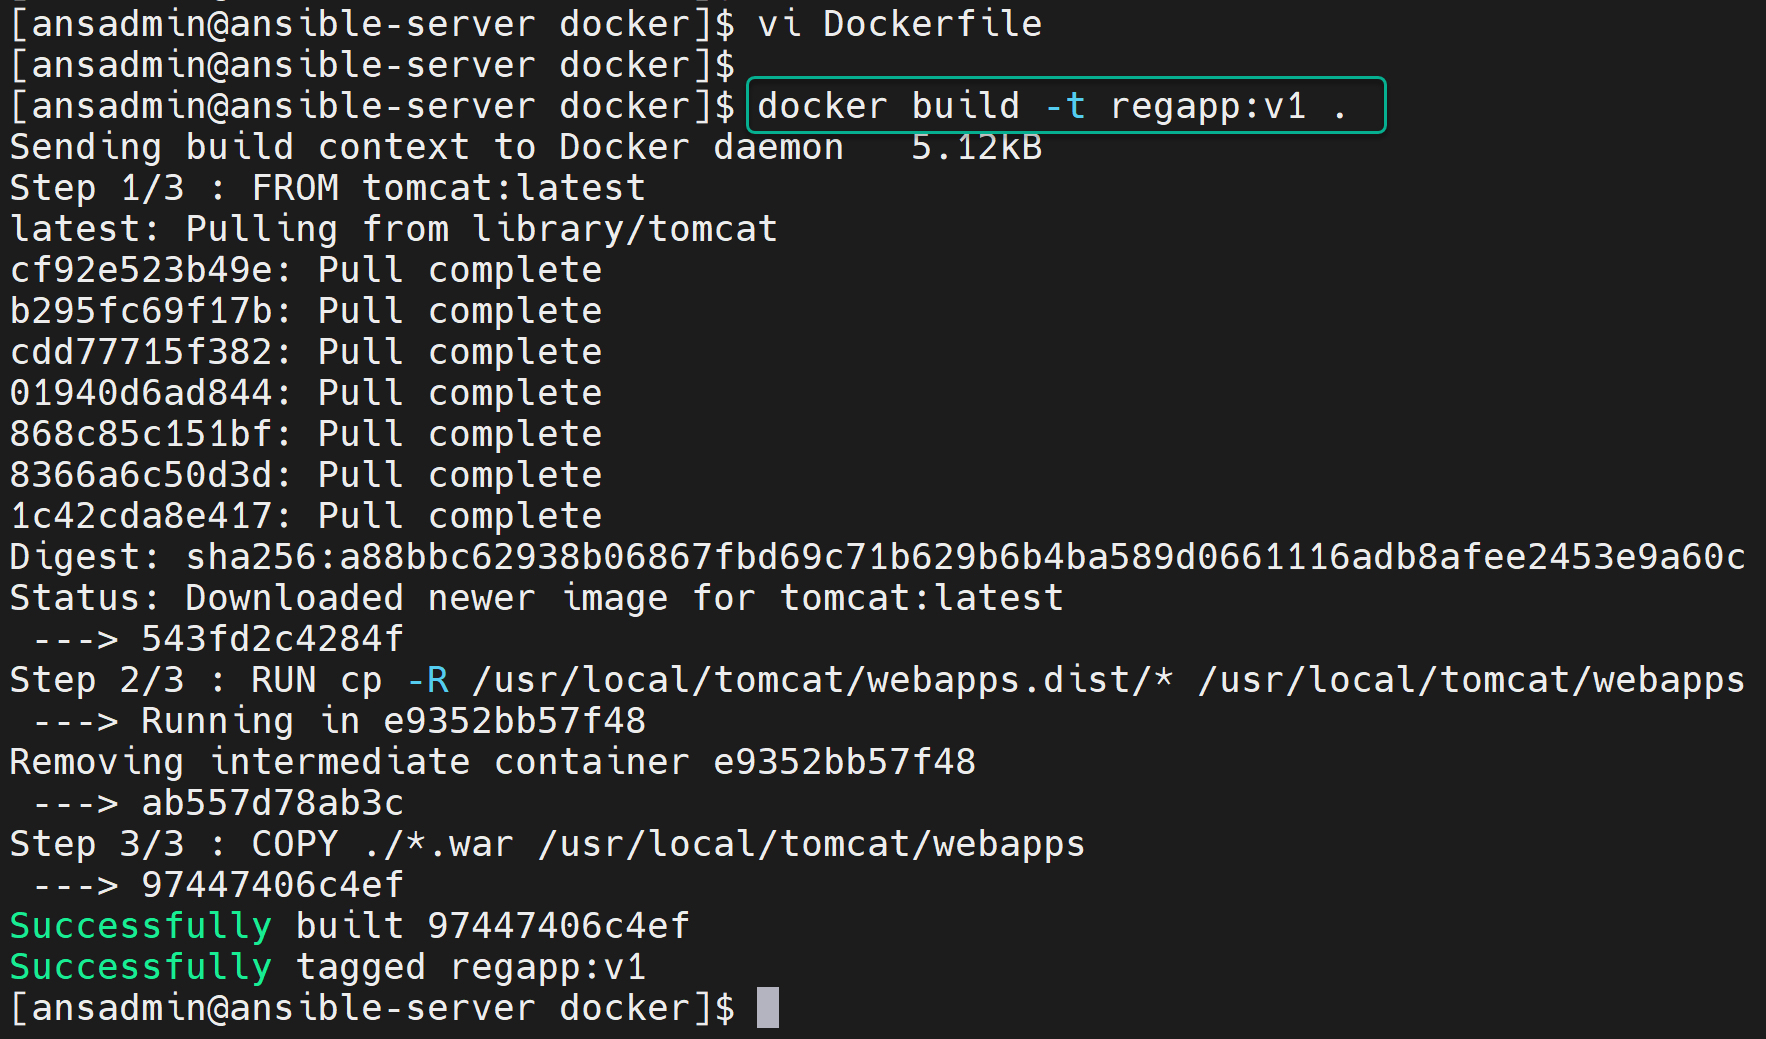 [ansadmin@ansible-server docker]$ vi Dockerfile
[ansadmin@ansible-server docker]$
[ansadmin@ansible-server docker]$ docker build -t regapp:v1 .
Sending build context to Docker daemon   5.12kB
Step 1/3 : FROM tomcat:latest
latest: Pulling from library/tomcat
cf92e523b49e: Pull complete
b295fc69f17b: Pull complete
cdd77715f382: Pull complete
01940d6ad844: Pull complete
868c85c151bf: Pull complete
8366a6c50d3d: Pull complete
1c42cda8e417: Pull complete
Digest: sha256:a88bbc62938b06867fbd69c71b629b6b4ba589d0661116adb8afee2453e9a60c
Status: Downloaded newer image for tomcat:latest
 ---> 543fd2c4284f
Step 2/3 : RUN cp -R /usr/local/tomcat/webapps.dist/* /usr/local/tomcat/webapps
 ---> Running in e9352bb57f48
Removing intermediate container e9352bb57f48
 ---> ab557d78ab3c
Step 3/3 : COPY ./*.war /usr/local/tomcat/webapps
 ---> 97447406c4ef
Successfully built 97447406c4ef
Successfully tagged regapp:v1
[ansadmin@ansible-server docker]$